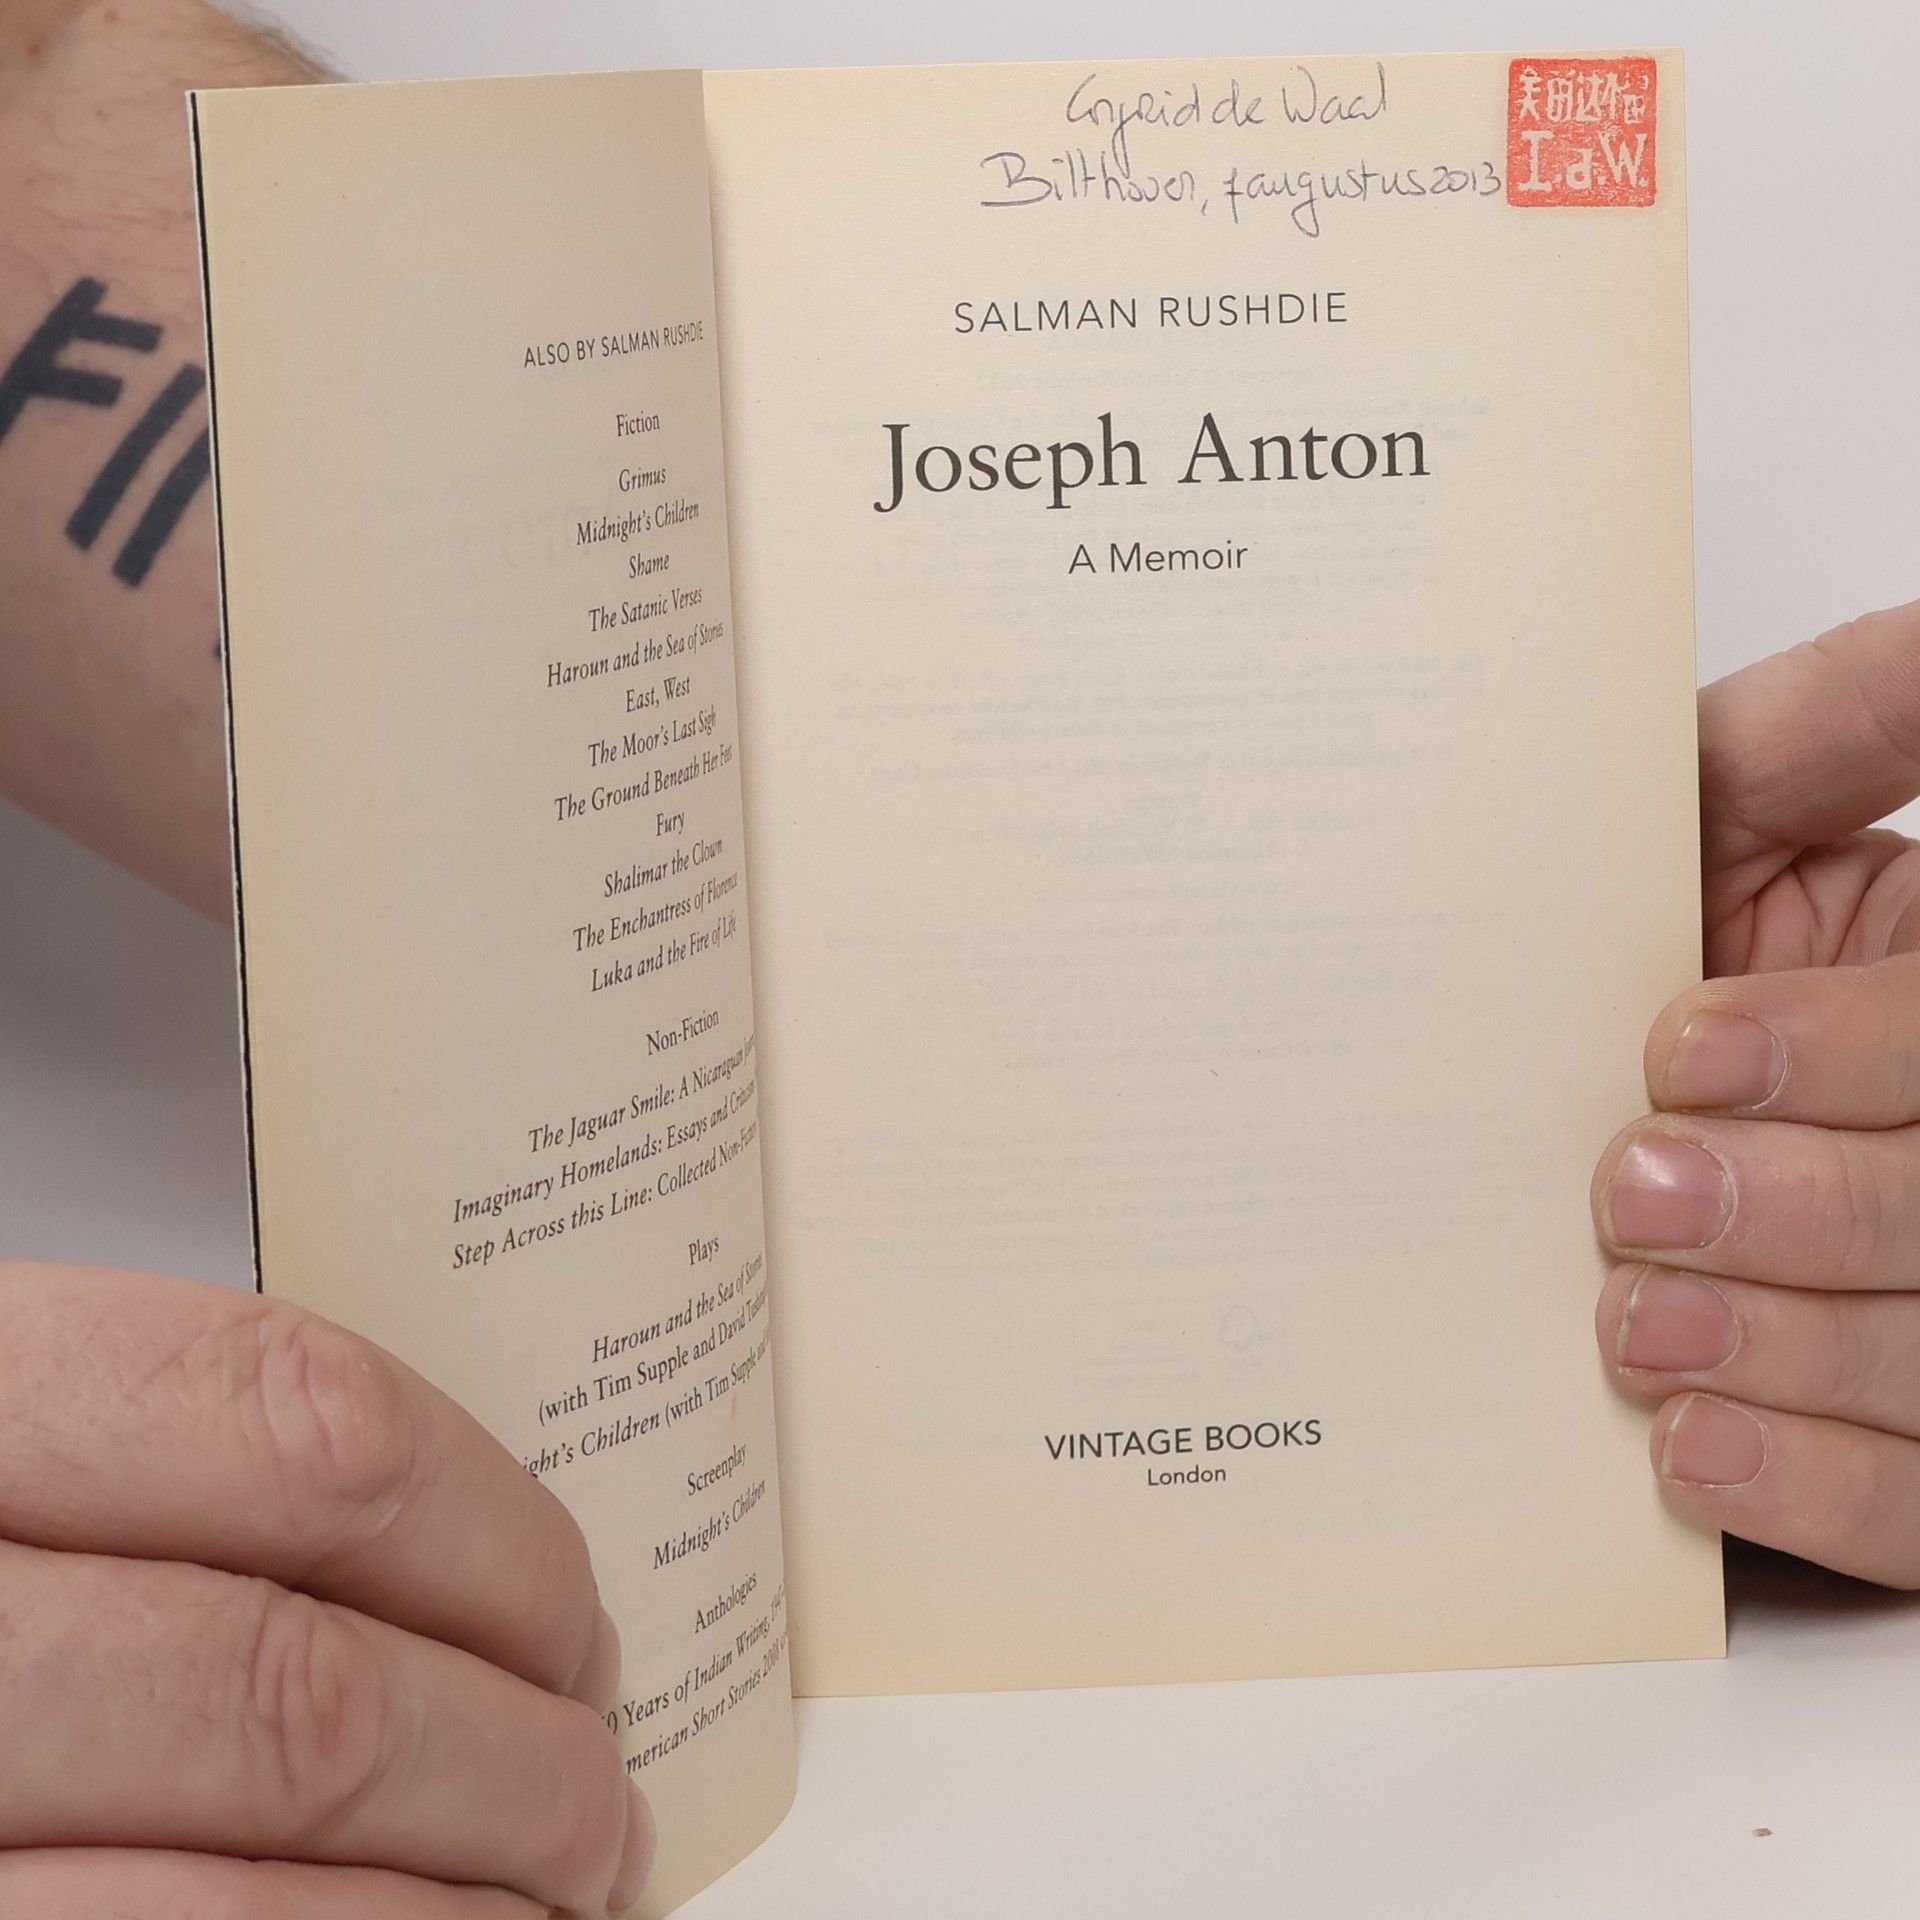 ALSO BY SALMAN RUSHDIE
Fiction
Grimus
Midnight's Children
Shame
The Satanic Verses
Haroun and the Sea of Stories
East, West
The Moor's Last Sigh
The Ground Beneath Her Feet
Fury
Shalimar the Clown
The Enchantress of Florence
Luka and the Fire of Life
Non-Fiction
The Jaguar Smile: A Nicaraguan
Imaginary Homelands: Essays and Criticism
Step Across this Line: Collected Non-Fiction
Plays
Haroun and the Sea of Stories
(with Tim Supple and David
ight's Children (with Tim Supple and
Screenplay
Midnight's Children
Anthologies
0 Years of Indian Writing,
merican Short Stories 2008
de Waal
Bilthoven, 7 augustus 2013
I.d.W.
SALMAN RUSHDIE
Joseph Anton
A Memoir
VINTAGE BOOKS
London